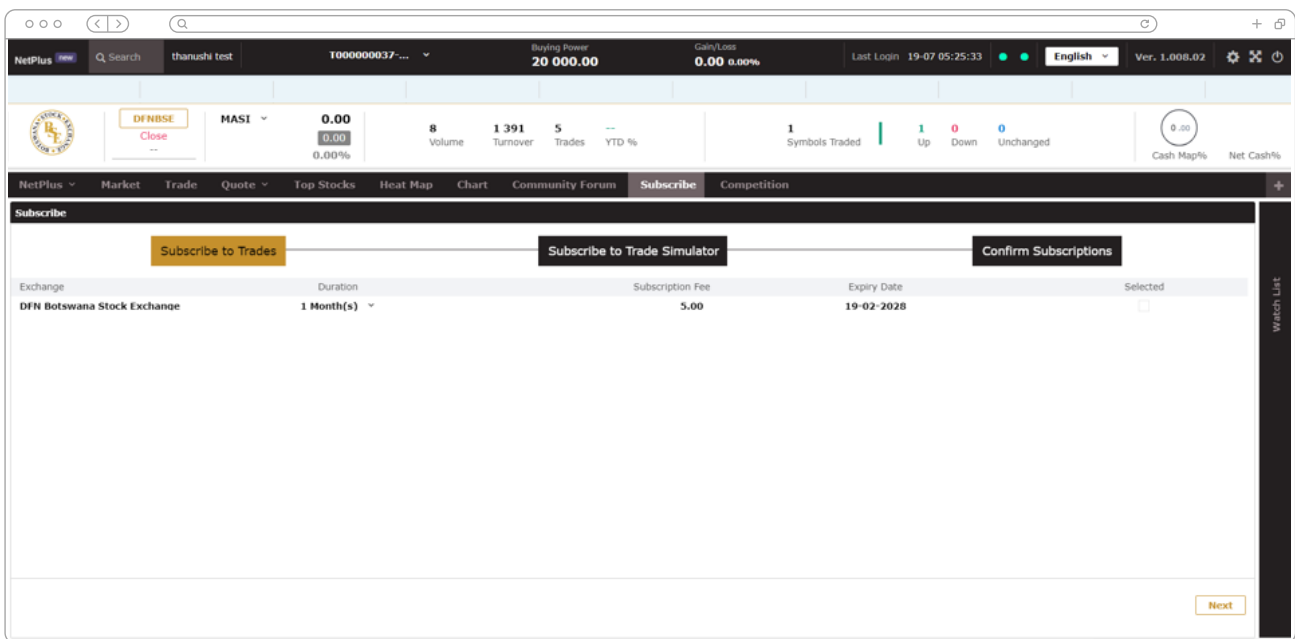 NetPlus new Search thanushi test T000000037-... Buying Power Gain/Loss Last Login 19-07 05:25:33 English Ver. 1.008.02
20 000.00 0.00 0.00%
DFNBSE MASI 0.00 8 1 391 5 -- 1 1 0 0 0.00
Close 0.00 Volume Turnover Trades YTD % Symbols Traded Up Down Unchanged
-- 0.00% Cash Map% Net Cash%
NetPlus Market Trade Quote Top Stocks Heat Map Chart Community Forum Subscribe Competition +
Subscribe
Subscribe to Trades Subscribe to Trade Simulator Confirm Subscriptions
Exchange Duration Subscription Fee Expiry Date Selected
DFN Botswana Stock Exchange 1 Month(s) 5.00 19-02-2028
Watch List
Next